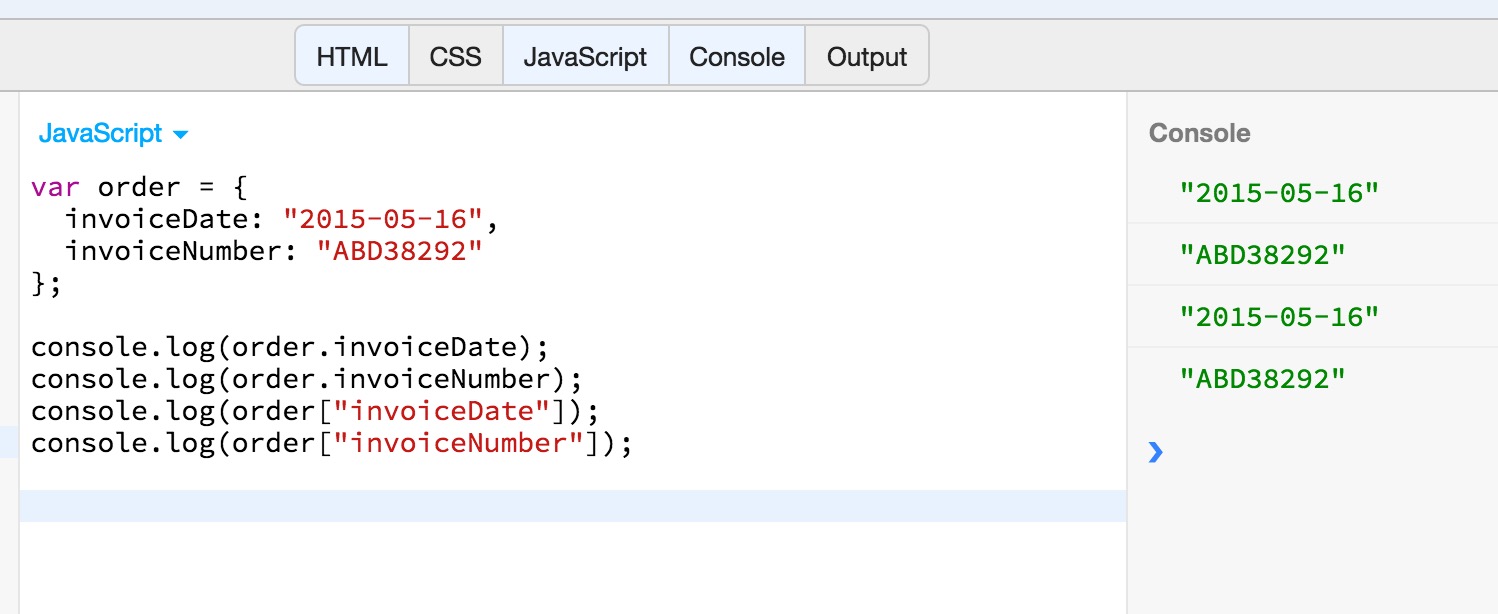 HTML CSS JavaScript Console Output
JavaScript
var order = {
  invoiceDate: "2015-05-16",
  invoiceNumber: "ABD38292"
};
console.log(order.invoiceDate);
console.log(order.invoiceNumber);
console.log(order["invoiceDate"]);
console.log(order["invoiceNumber"]);
Console
"2015-05-16"
"ABD38292"
"2015-05-16"
"ABD38292"